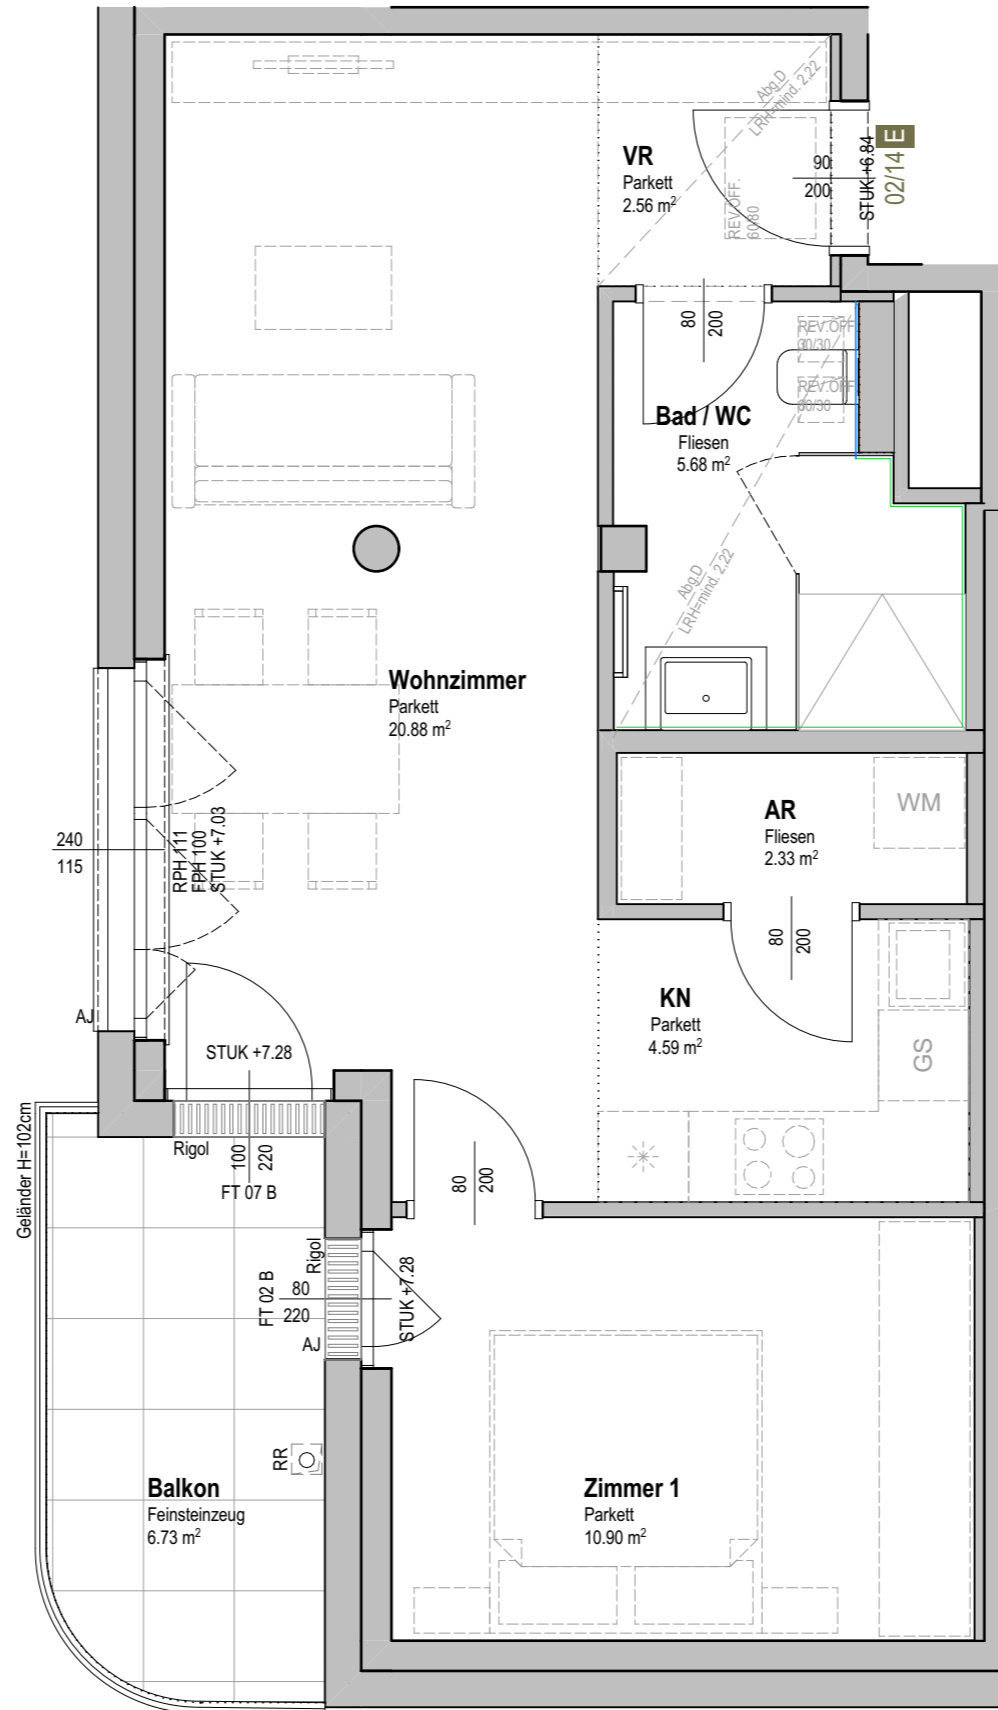 Abg.D
LRH=mind. 2,22
VR
Parkett
2.56 m²
REV.OFF.
60/80
90
200
STUK +6.84
02/14 E
80
200
REV.OFF
30/30
REV.OFF
30/30
Bad / WC
Fliesen
5.68 m²
Abg.D
LRH=mind. 2,22
Wohnzimmer
Parkett
20.88 m²
240
115
RPH 111
FPH 100
STUK +7.03
AR
Fliesen
2.33 m²
WM
80
200
KN
Parkett
4.59 m²
GS
AJ
STUK +7.28
Geländer H=102cm
Rigol
100
220
FT 07 B
80
200
Rigol
FT 02 B
80
220
STUK +7.28
AJ
RR
Balkon
Feinsteinzeug
6.73 m²
Zimmer 1
Parkett
10.90 m²